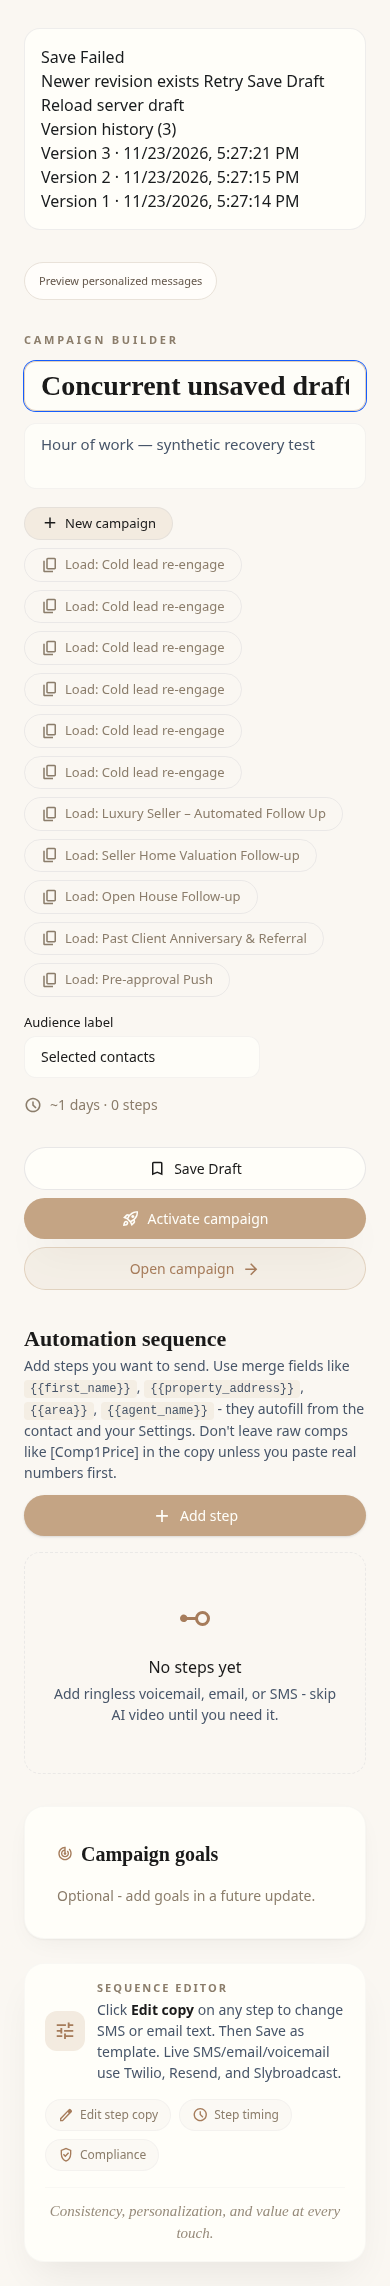 Save Failed
Newer revision exists Retry Save Draft
Reload server draft
Version history (3)
Version 3 · 11/23/2026, 5:27:21 PM
Version 2 · 11/23/2026, 5:27:15 PM
Version 1 · 11/23/2026, 5:27:14 PM
Preview personalized messages
CAMPAIGN BUILDER
Concurrent unsaved draft
Hour of work — synthetic recovery test
New campaign
Load: Cold lead re-engage
Load: Cold lead re-engage
Load: Cold lead re-engage
Load: Cold lead re-engage
Load: Cold lead re-engage
Load: Cold lead re-engage
Load: Luxury Seller – Automated Follow Up
Load: Seller Home Valuation Follow-up
Load: Open House Follow-up
Load: Past Client Anniversary & Referral
Load: Pre-approval Push
Audience label
Selected contacts
~1 days · 0 steps
Save Draft
Activate campaign
Open campaign
Automation sequence
Add steps you want to send. Use merge fields like
{{first_name}}, {{property_address}},
{{area}}, {{agent_name}} - they autofill from the
contact and your Settings. Don't leave raw comps
like [Comp1Price] in the copy unless you paste real
numbers first.
Add step
No steps yet
Add ringless voicemail, email, or SMS - skip
AI video until you need it.
Campaign goals
Optional - add goals in a future update.
SEQUENCE EDITOR
Click Edit copy on any step to change
SMS or email text. Then Save as
template. Live SMS/email/voicemail
use Twilio, Resend, and Slybroadcast.
Edit step copy
Step timing
Compliance
Consistency, personalization, and value at every
touch.